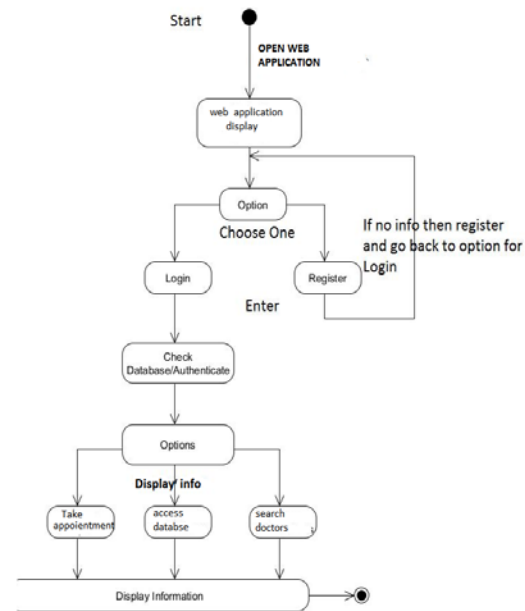 Start
OPEN WEB
APPLICATION
web application
display
Option
Choose One
If no info then register
and go back to option for
Login
Login
Register
Enter
Check
Database/Authenticate
Options
Display info
Take
appoientment
access
databse
search
doctors
Display Information